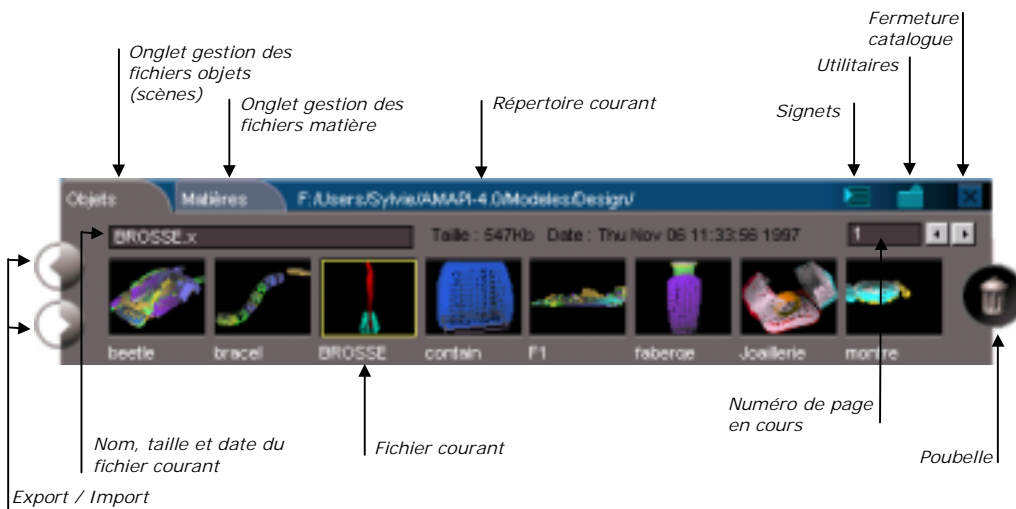 Fermeture
catalogue
Onglet gestion des
fichiers objets
(scènes)
Utilitaires
Onglet gestion des
fichiers matière
Répertoire courant
Signets
Objets
Matières
F:/Users/Sylvie/AMAPI-4.0/Modeles/Design/
BROSSE.x
Taille : 547Kb Date : Thu Nov 06 11:33:56 1997
1
beetle
bracel
BROSSE
contain
F1
faberge
Joaillerie
montre
Numéro de page
en cours
Nom, taille et date du
fichier courant
Fichier courant
Poubelle
Export / Import